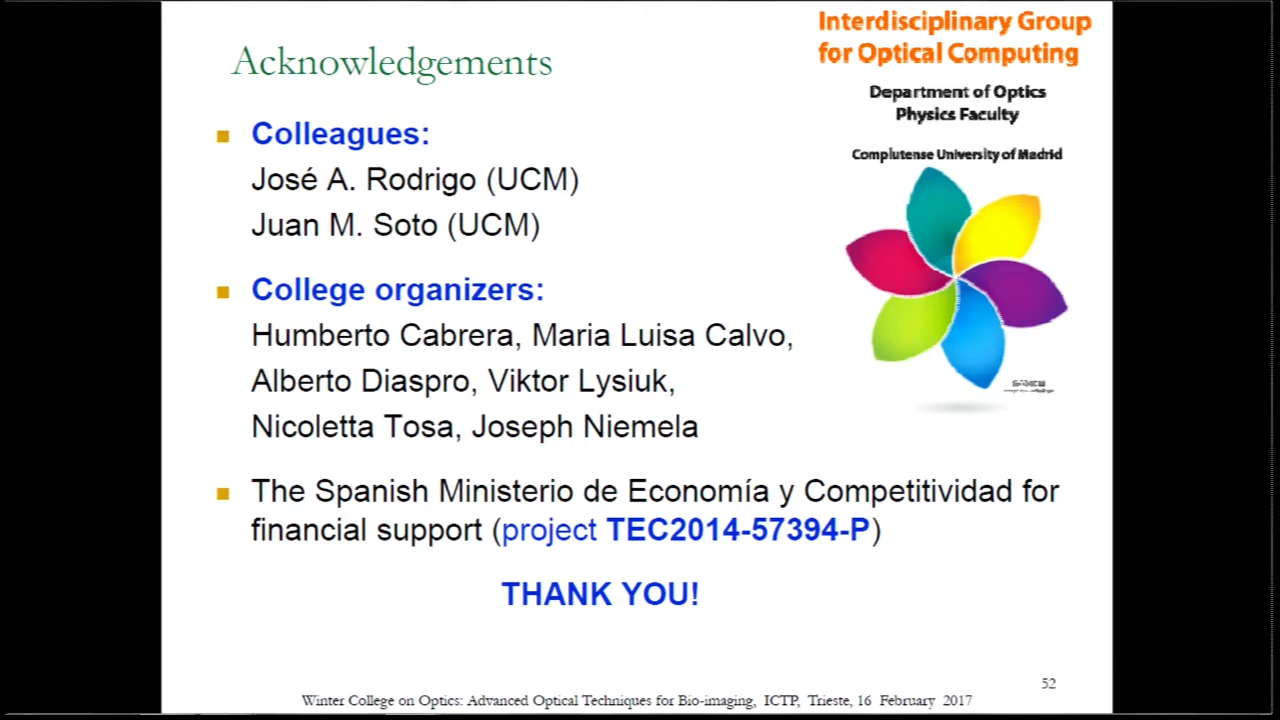 Interdisciplinary Group
for Optical Computing
Acknowledgements
Department of Optics
Physics Faculty
Complutense University of Madrid
Colleagues:
José A. Rodrigo (UCM)
Juan M. Soto (UCM)
College organizers:
Humberto Cabrera, Maria Luisa Calvo,
Alberto Diaspro, Viktor Lysiuk,
Nicoletta Tosa, Joseph Niemela
The Spanish Ministerio de Economía y Competitividad for
financial support (project TEC2014-57394-P)
THANK YOU!
52
Winter College on Optics: Advanced Optical Techniques for Bio-imaging, ICTP, Trieste, 16 February 2017